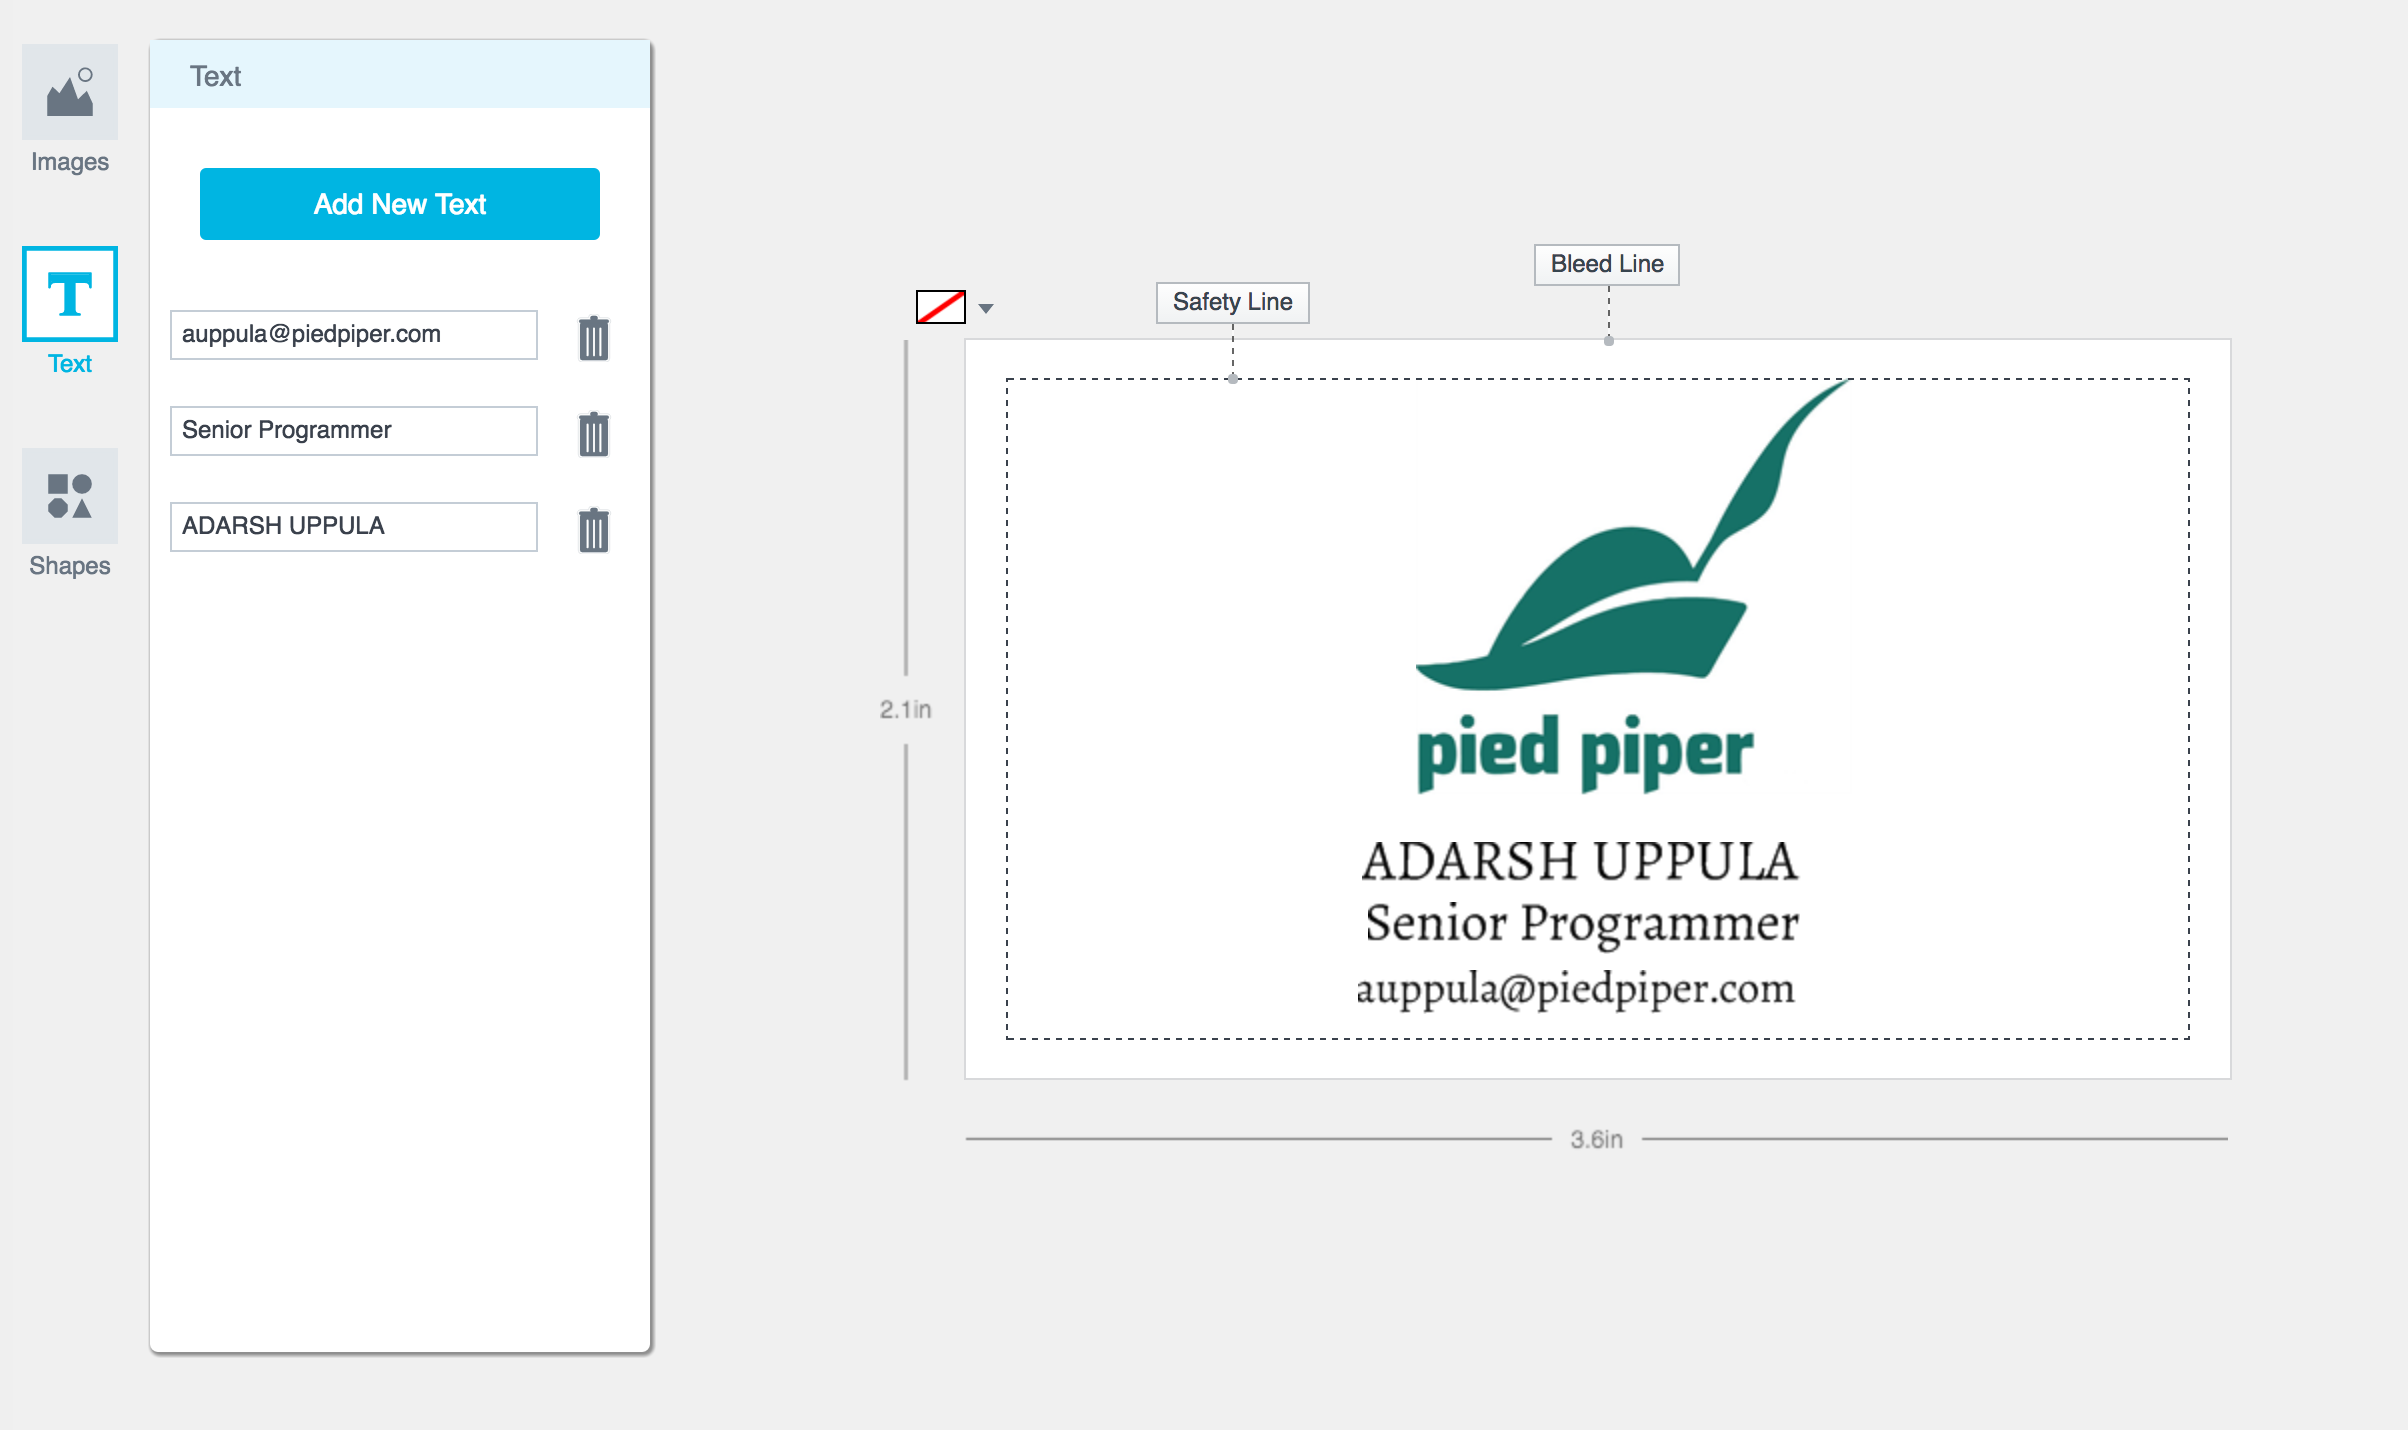 Images
Text
Shapes
Text
Add New Text
auppula@piedpiper.com
Senior Programmer
ADARSH UPPULA
Safety Line
Bleed Line
2.1in
pied piper
ADARSH UPPULA
Senior Programmer
auppula@piedpiper.com
3.6in